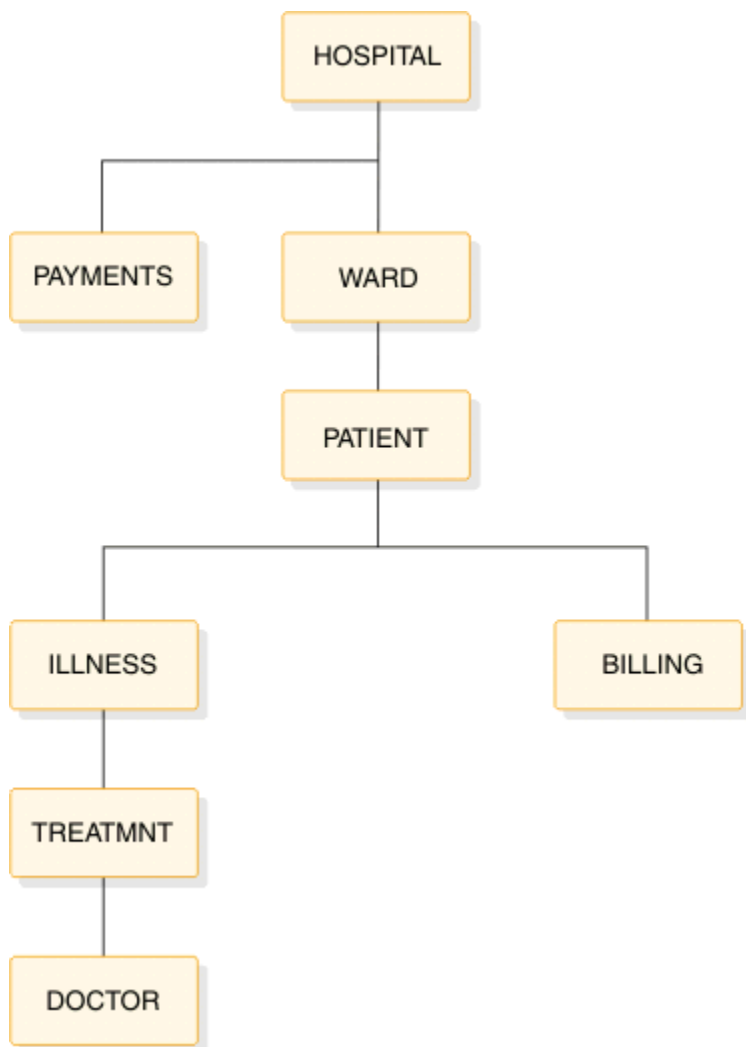 HOSPITAL
PAYMENTS
WARD
PATIENT
ILLNESS
BILLING
TREATMNT
DOCTOR